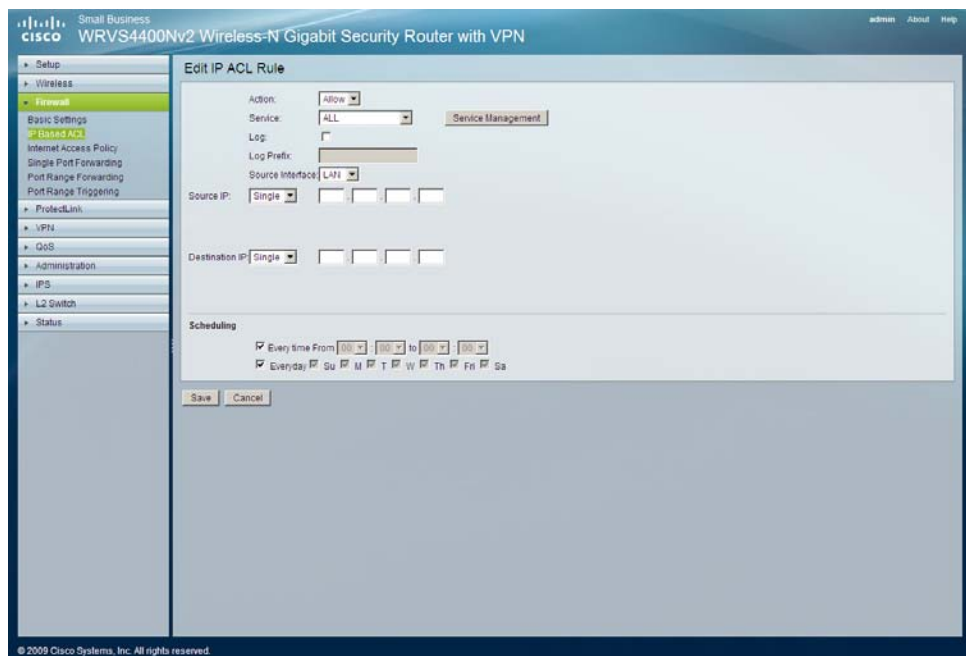 Small Business
CISCO WRVS4400Nv2 Wireless-N Gigabit Security Router with VPN
admin About Help
Setup
Wireless
Firewall
Basic Settings
IP Based ACL
Internet Access Policy
Single Port Forwarding
Port Range Forwarding
Port Range Triggering
ProtectLink
VPN
QoS
Administration
IPS
L2 Switch
Status
Edit IP ACL Rule
Action: Allow
Service: ALL Service Management
Log:
Log Prefix:
Source Interface: LAN
Source IP: Single . . .
Destination IP: Single . . .
Scheduling
Every time From 00 : 00 to 00 : 00
Everyday Su M T W Th Fri Sa
Save Cancel
© 2009 Cisco Systems, Inc. All rights reserved.